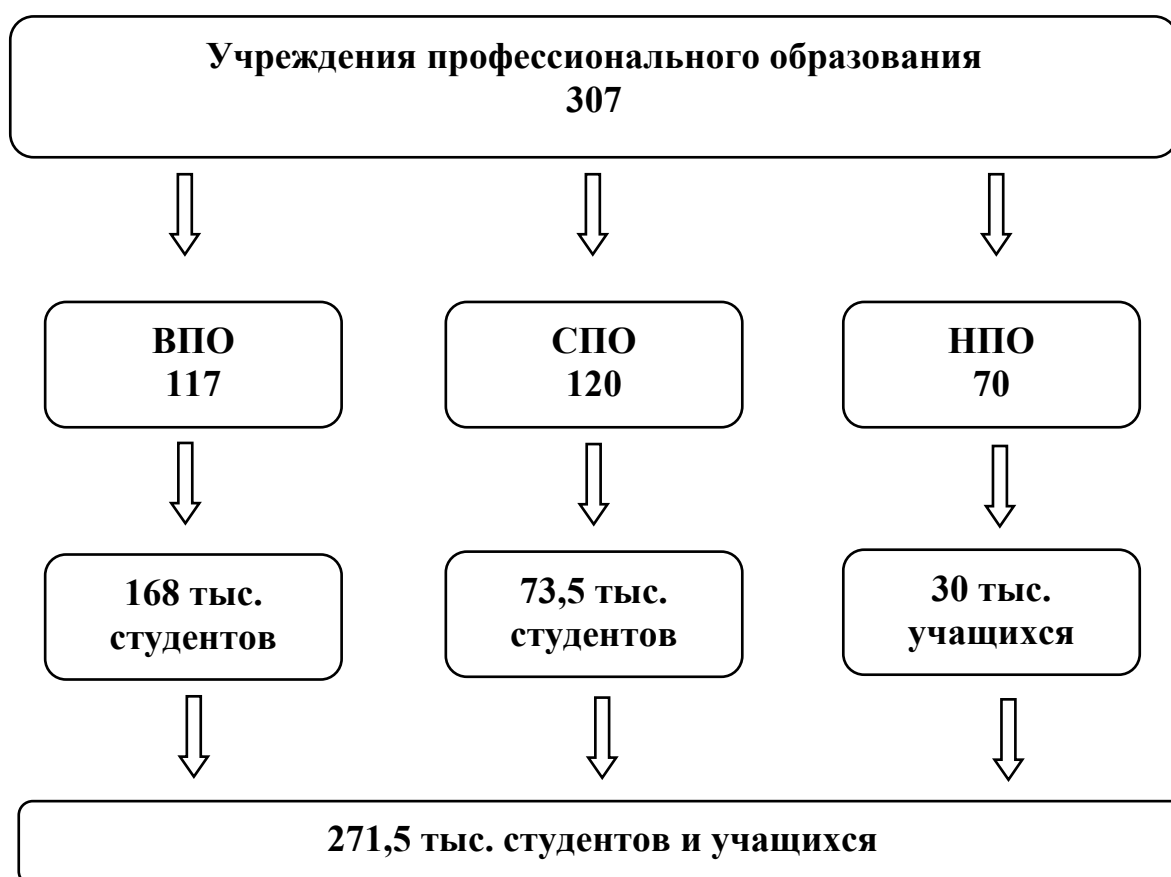 Учреждения профессионального образования
307
ВПО
117
СПО
120
НПО
70
168 тыс.
студентов
73,5 тыс.
студентов
30 тыс.
учащихся
271,5 тыс. студентов и учащихся